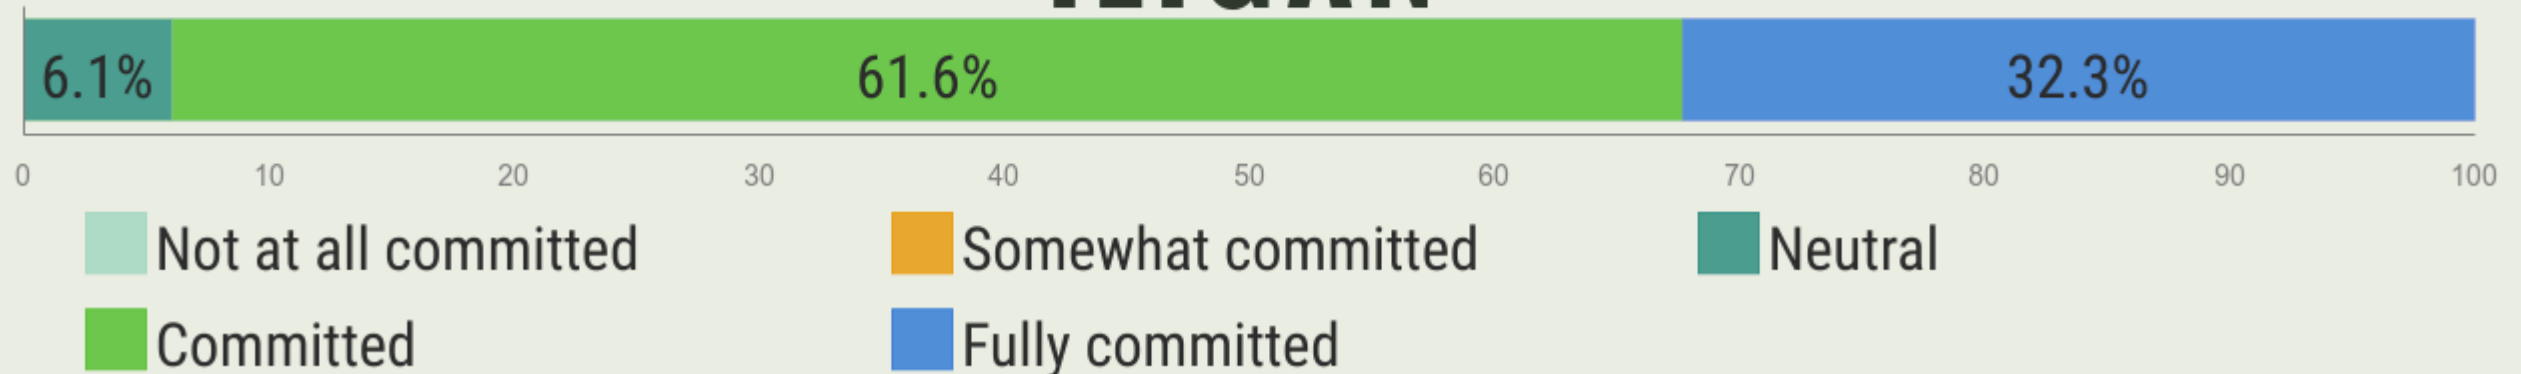 6.1% 61.6% 32.3%
0 10 20 30 40 50 60 70 80 90 100
Not at all committed Somewhat committed Neutral
Committed Fully committed